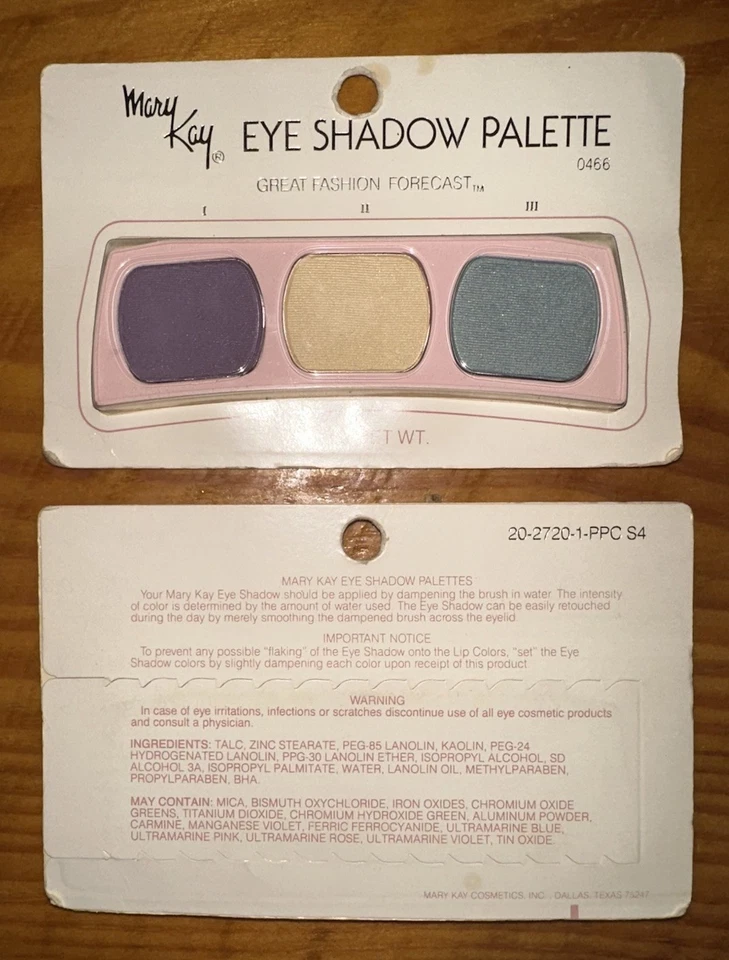 Mary Kay® EYE SHADOW PALETTE
0466
GREAT FASHION FORECAST™
I II III
T WT.
20-2720-1-PPC S4
MARY KAY EYE SHADOW PALETTES
Your Mary Kay Eye Shadow should be applied by dampening the brush in water. The intensity
of color is determined by the amount of water used. The Eye Shadow can be easily retouched
during the day by merely smoothing the dampened brush across the eyelid
IMPORTANT NOTICE
To prevent any possible "flaking" of the Eye Shadow onto the Lip Colors, "set" the Eye
Shadow colors by slightly dampening each color upon receipt of this product
WARNING
In case of eye irritations, infections or scratches discontinue use of all eye cosmetic products
and consult a physician.
INGREDIENTS: TALC, ZINC STEARATE, PEG-85 LANOLIN, KAOLIN, PEG-24
HYDROGENATED LANOLIN, PPG-30 LANOLIN ETHER, ISOPROPYL ALCOHOL, SD
ALCOHOL 3A, ISOPROPYL PALMITATE, WATER, LANOLIN OIL, METHYLPARABEN,
PROPYLPARABEN, BHA.
MAY CONTAIN: MICA, BISMUTH OXYCHLORIDE, IRON OXIDES, CHROMIUM OXIDE
GREENS, TITANIUM DIOXIDE, CHROMIUM HYDROXIDE GREEN, ALUMINUM POWDER,
CARMINE, MANGANESE VIOLET, FERRIC FERROCYANIDE, ULTRAMARINE BLUE,
ULTRAMARINE PINK, ULTRAMARINE ROSE, ULTRAMARINE VIOLET, TIN OXIDE.
MARY KAY COSMETICS, INC., DALLAS, TEXAS 75247